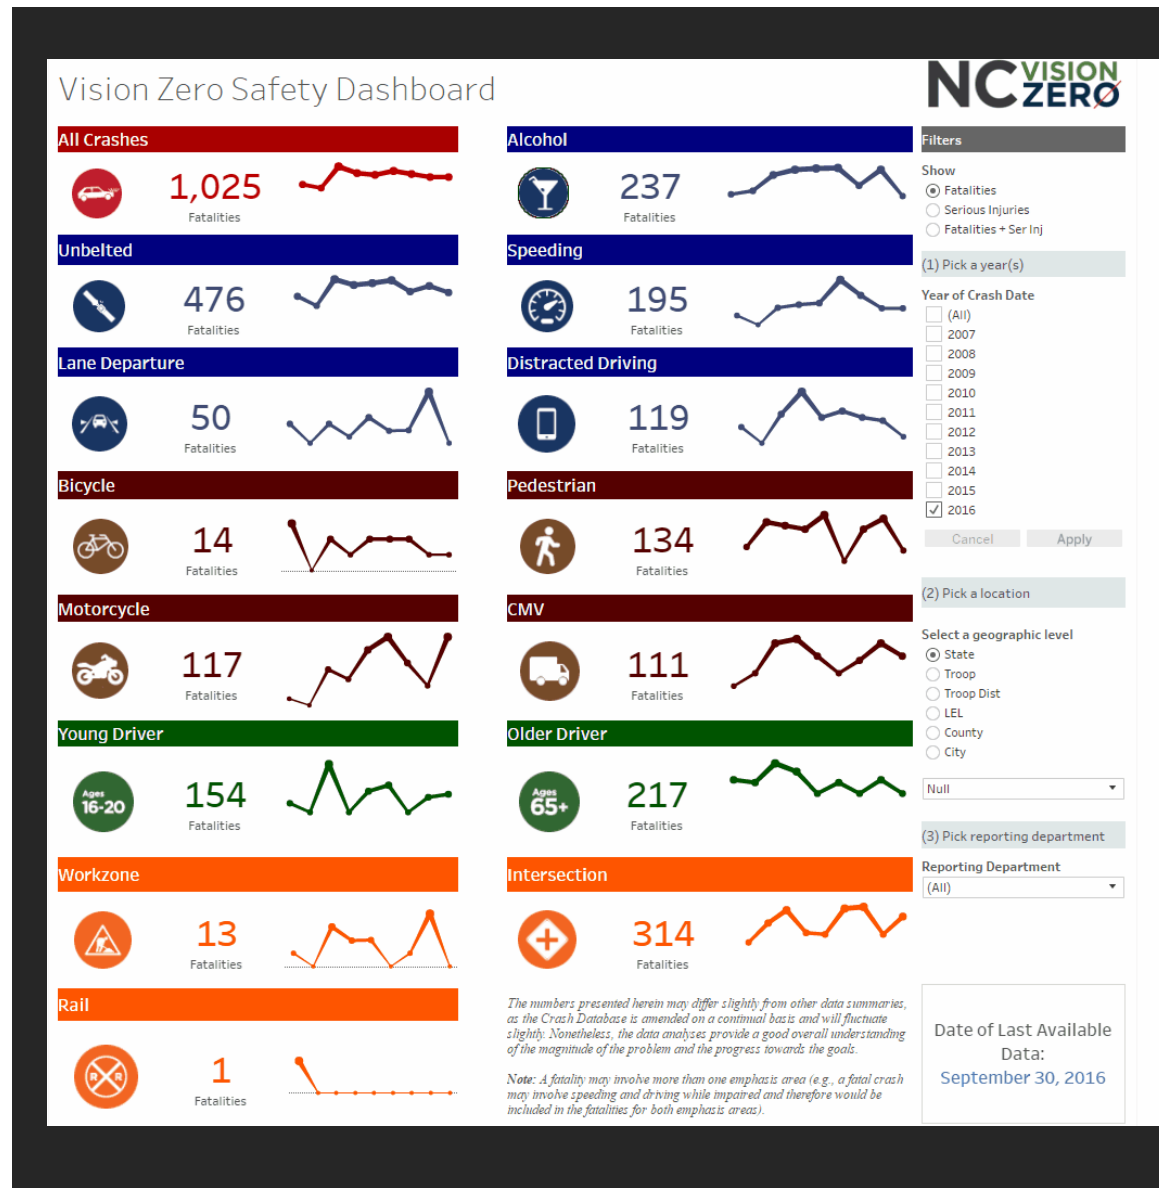 Vision Zero Safety Dashboard
NC VISION ZERO
All Crashes
1,025
Fatalities
Alcohol
237
Fatalities
Unbelted
476
Fatalities
Speeding
195
Fatalities
Lane Departure
50
Fatalities
Distracted Driving
119
Fatalities
Bicycle
14
Fatalities
Pedestrian
134
Fatalities
Motorcycle
117
Fatalities
CMV
111
Fatalities
Young Driver
Ages
16-20
154
Fatalities
Older Driver
Ages
65+
217
Fatalities
Workzone
13
Fatalities
Intersection
314
Fatalities
Rail
R R
1
Fatalities
The numbers presented herein may differ slightly from other data summaries,
as the Crash Database is amended on a continual basis and will fluctuate
slightly. Nonetheless, the data analyses provide a good overall understanding
of the magnitude of the problem and the progress towards the goals.
Note: A fatality may involve more than one emphasis area (e.g., a fatal crash
may involve speeding and driving while impaired and therefore would be
included in the fatalities for both emphasis areas).
Filters
Show
Fatalities
Serious Injuries
Fatalities + Ser Inj
(1) Pick a year(s)
Year of Crash Date
(All)
2007
2008
2009
2010
2011
2012
2013
2014
2015
2016
Cancel
Apply
(2) Pick a location
Select a geographic level
State
Troop
Troop Dist
LEL
County
City
Null
(3) Pick reporting department
Reporting Department
(All)
Date of Last Available
Data:
September 30, 2016